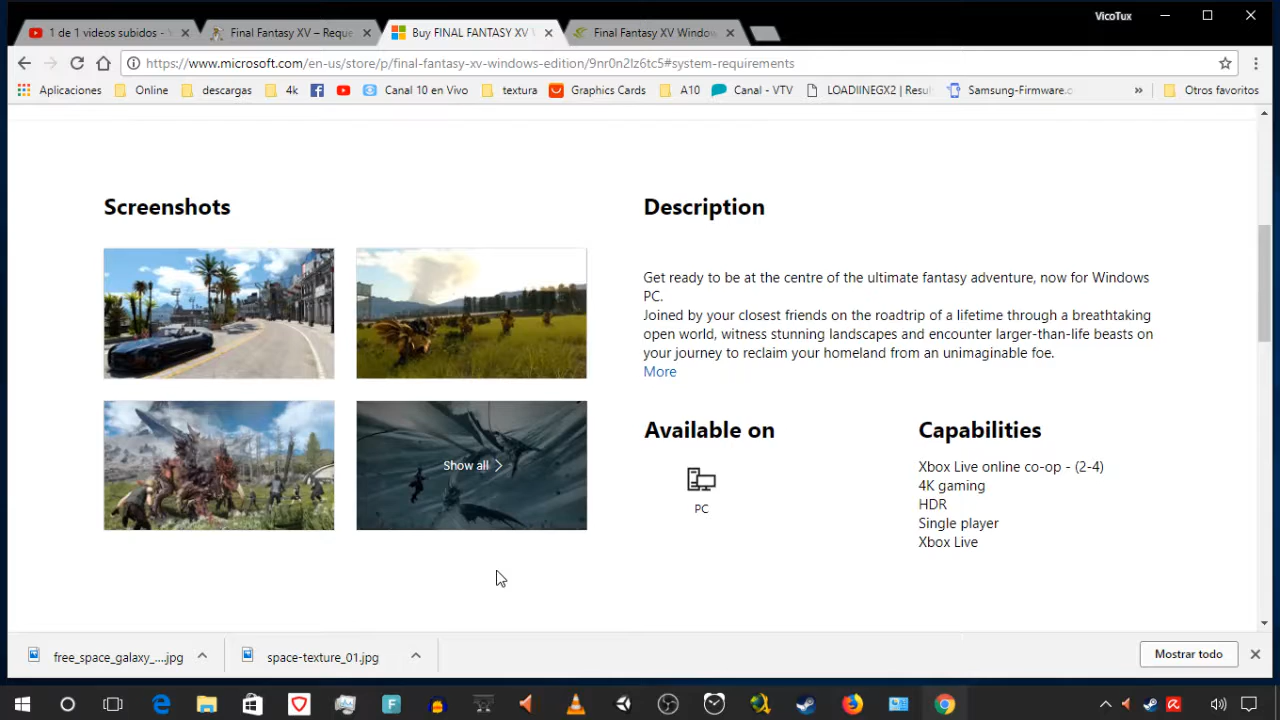 VicoTux
1 de 1 videos subidos -
Final Fantasy XV – Reque
Buy FINAL FANTASY XV
Final Fantasy XV Window
https://www.microsoft.com/en-us/store/p/final-fantasy-xv-windows-edition/9nr0n2lz6tc5#system-requirements
Aplicaciones
Online
descargas
4k
Canal 10 en Vivo
textura
Graphics Cards
A10
Canal - VTV
LOADIINEGX2 | Resul
Samsung-Firmware.c
»
Otros favoritos
Screenshots
Show all
Description
Get ready to be at the centre of the ultimate fantasy adventure, now for Windows
PC.
Joined by your closest friends on the roadtrip of a lifetime through a breathtaking
open world, witness stunning landscapes and encounter larger-than-life beasts on
your journey to reclaim your homeland from an unimaginable foe.
More
Available on
PC
Capabilities
Xbox Live online co-op - (2-4)
4K gaming
HDR
Single player
Xbox Live
free_space_galaxy_....jpg
space-texture_01.jpg
Mostrar todo